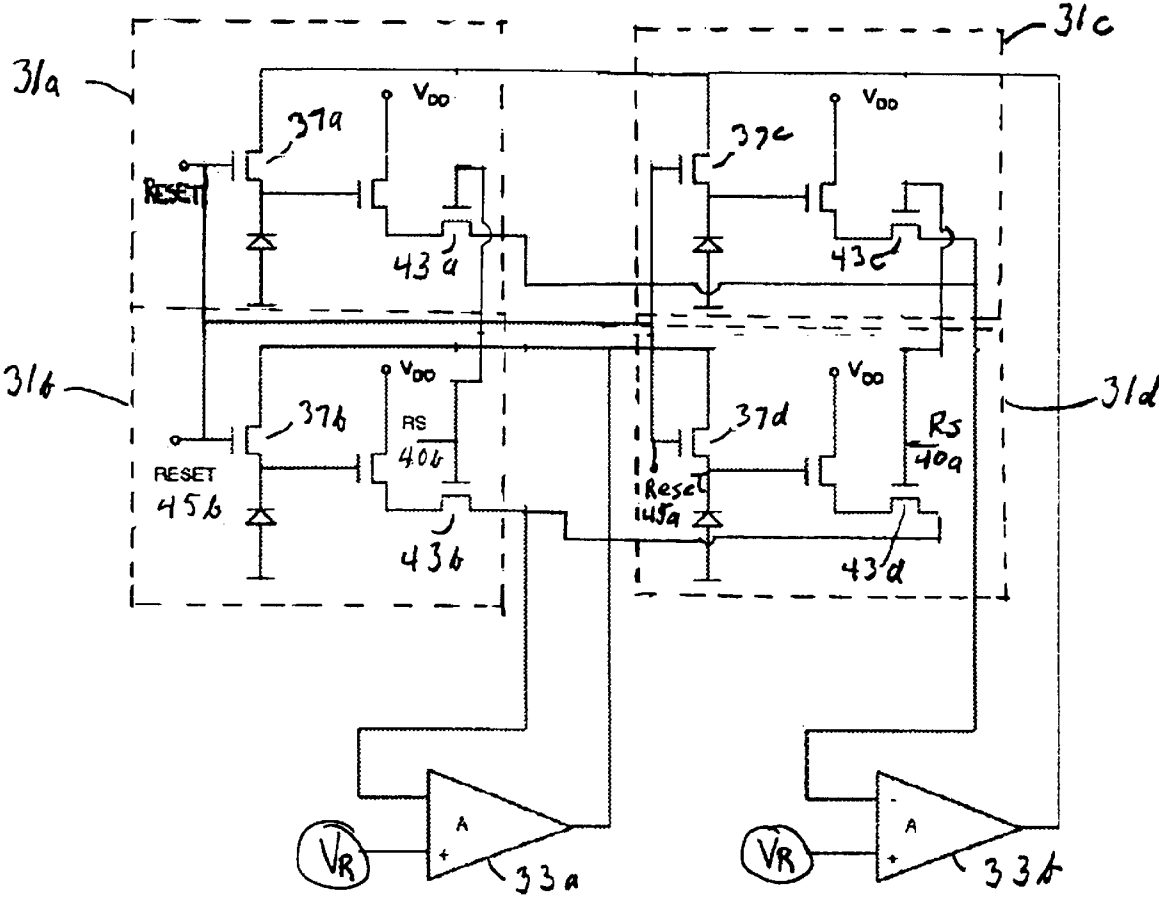 31c
31a
37a
VDD
37c
VDD
RESET
43a
43c
31b
VDD
VDD
31d
37b
RS
40b
37d
RS
40a
RESET
45b
Reset
45a
43b
43d
A
-
A
VR
+
33a
VR
+
33b